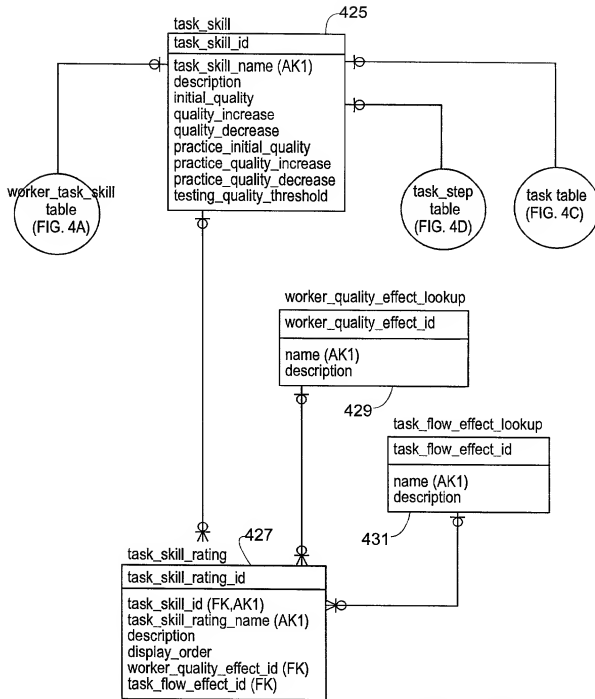 task_skill
425
task_skill_id
task_skill_name (AK1)
description
initial_quality
quality_increase
quality_decrease
practice_initial_quality
practice_quality_increase
practice_quality_decrease
testing_quality_threshold
worker_task_skill
table
(FIG. 4A)
task_step
table
(FIG. 4D)
task table
(FIG. 4C)
worker_quality_effect_lookup
worker_quality_effect_id
name (AK1)
description
429
task_flow_effect_lookup
task_flow_effect_id
name (AK1)
description
431
427
task_skill_rating
task_skill_rating_id
task_skill_id (FK,AK1)
task_skill_rating_name (AK1)
description
display_order
worker_quality_effect_id (FK)
task_flow_effect_id (FK)